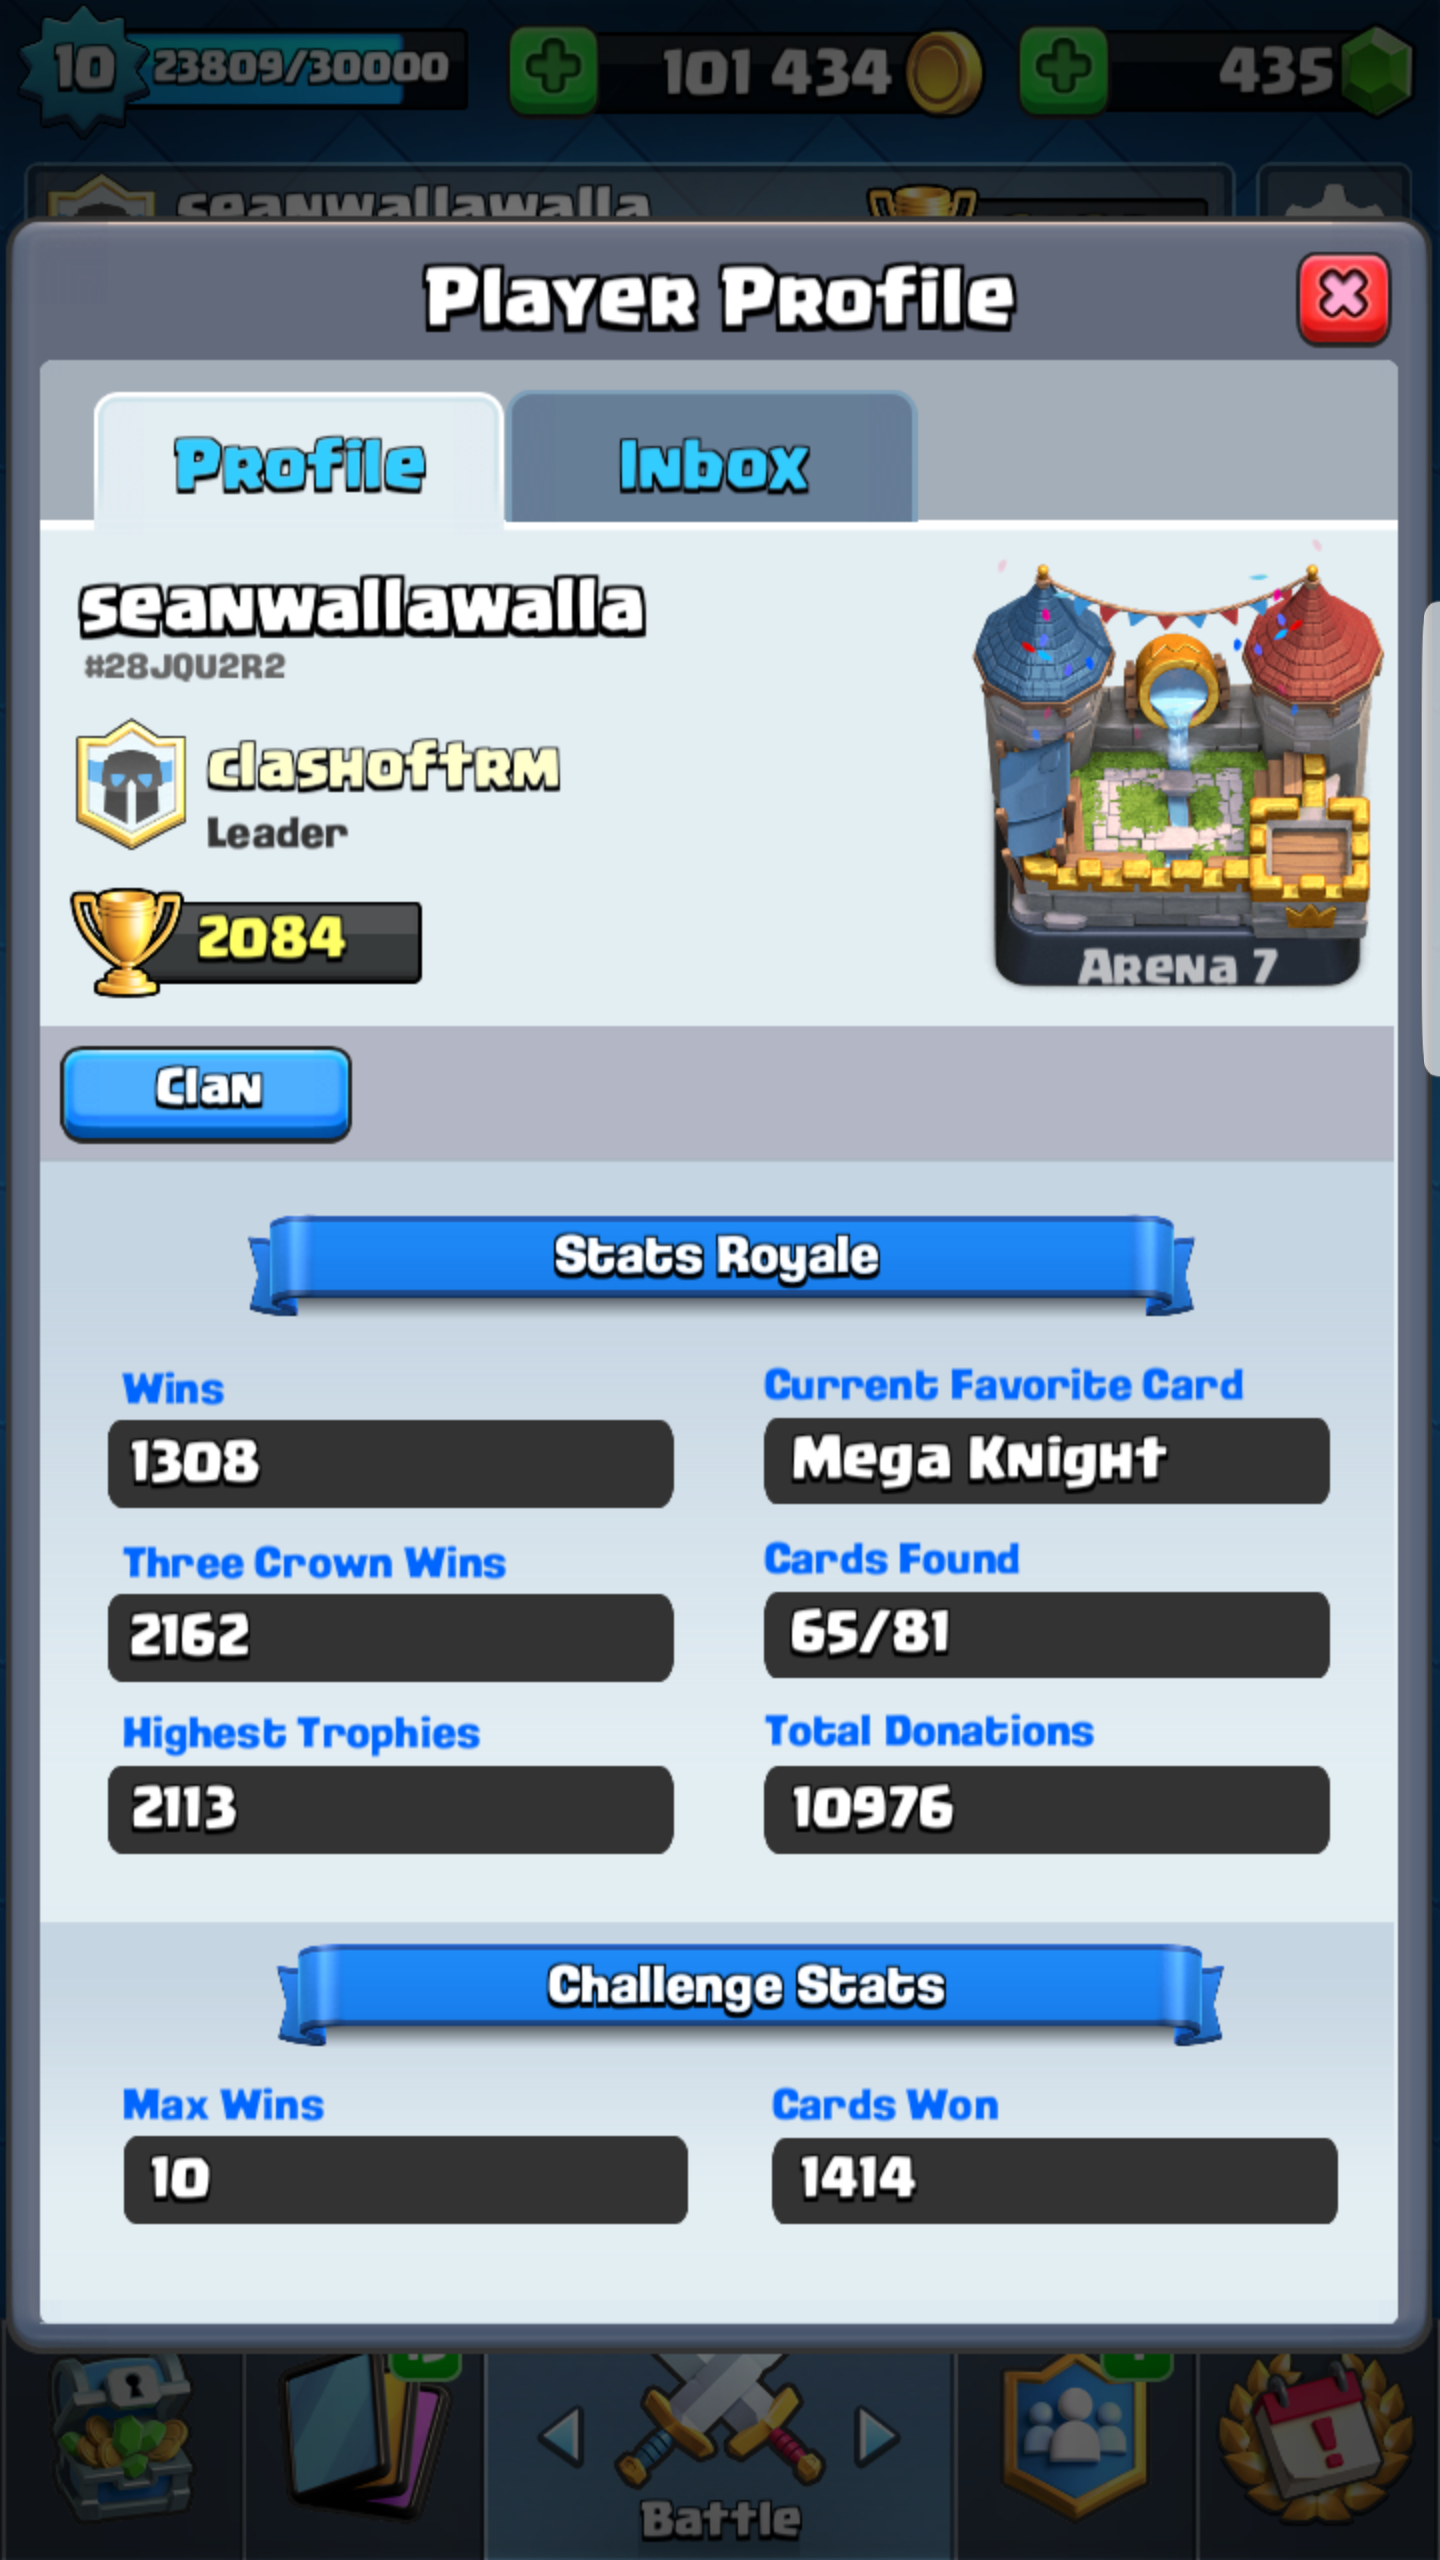 10 23809/30000 101 434 435
seanwallawalla
Player Profile
Profile Inbox
seanwallawalla
#28JQU2R2
clashoftrm
Leader
2084
Arena 7
Clan
Stats Royale
Wins Current Favorite Card
1308 Mega Knight
Three Crown Wins Cards Found
2162 65/81
Highest Trophies Total Donations
2113 10976
Challenge Stats
Max Wins Cards Won
10 1414
Battle